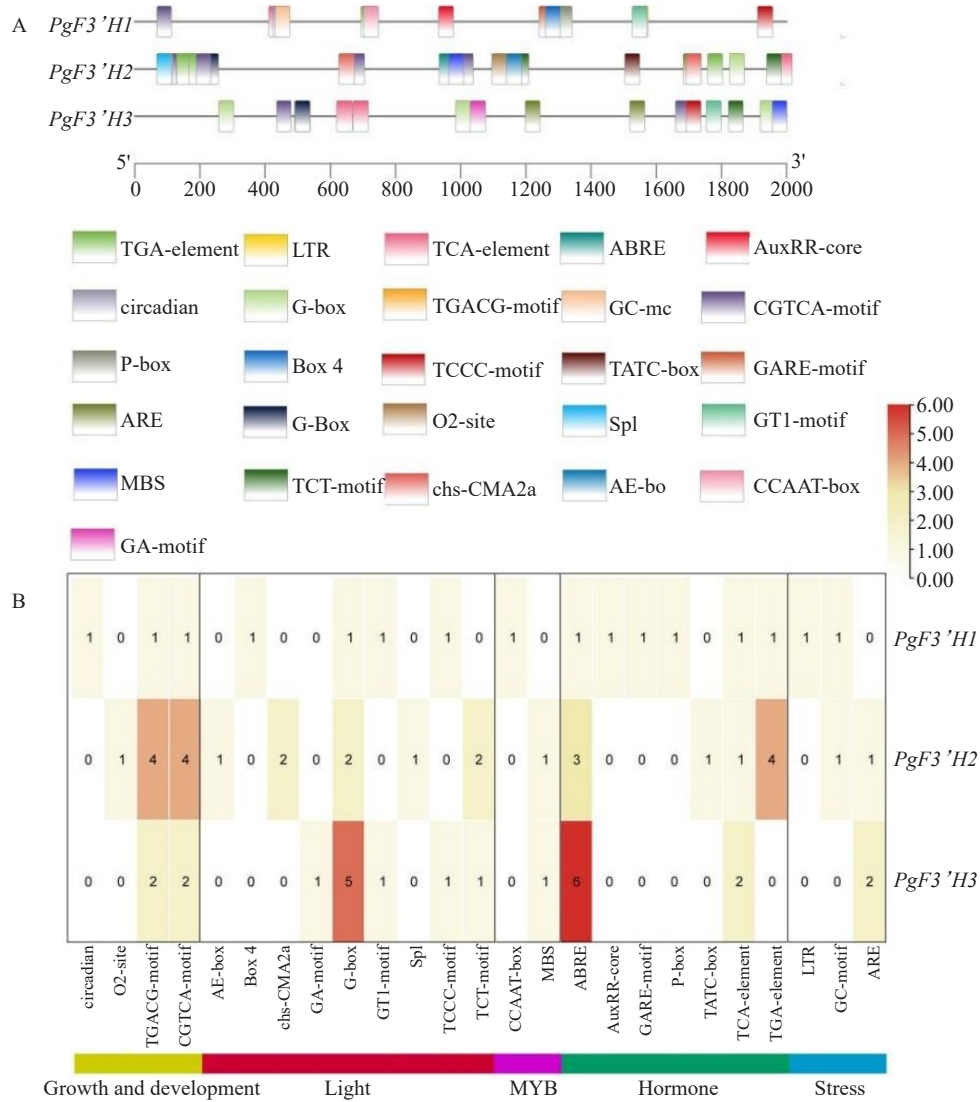 A
PgF3’H1
PgF3’H2
PgF3’H3
5' 3'
0 200 400 600 800 1000 1200 1400 1600 1800 2000
TGA-element LTR TCA-element ABRE AuxRR-core
circadian G-box TGACG-motif GC-mc CGTCA-motif
P-box Box 4 TCCC-motif TATC-box GARE-motif
ARE G-Box O2-site Spl GT1-motif
MBS TCT-motif chs-CMA2a AE-bo CCAAT-box
GA-motif
6.00
5.00
4.00
3.00
2.00
1.00
0.00
B
1 0 1 1 0 1 0 0 1 1 0 1 0 1 0 1 1 1 1 0 1 1 1 1 0 PgF3’H1
0 1 4 4 1 0 2 0 2 0 1 0 2 0 1 3 0 0 0 1 1 4 0 1 1 PgF3’H2
0 0 2 2 0 0 0 1 5 1 0 1 1 0 1 6 0 0 0 0 2 0 0 0 2 PgF3’H3
circadian O2-site TGACG-motif CGTCA-motif AE-box Box 4 chs-CMA2a GA-motif G-box GT1-motif Spl TCCC-motif TCT-motif CCAAT-box MBS ABRE AuxRR-core GARE-motif P-box TATC-box TCA-element TGA-element LTR GC-motif ARE
Growth and development Light MYB Hormone Stress